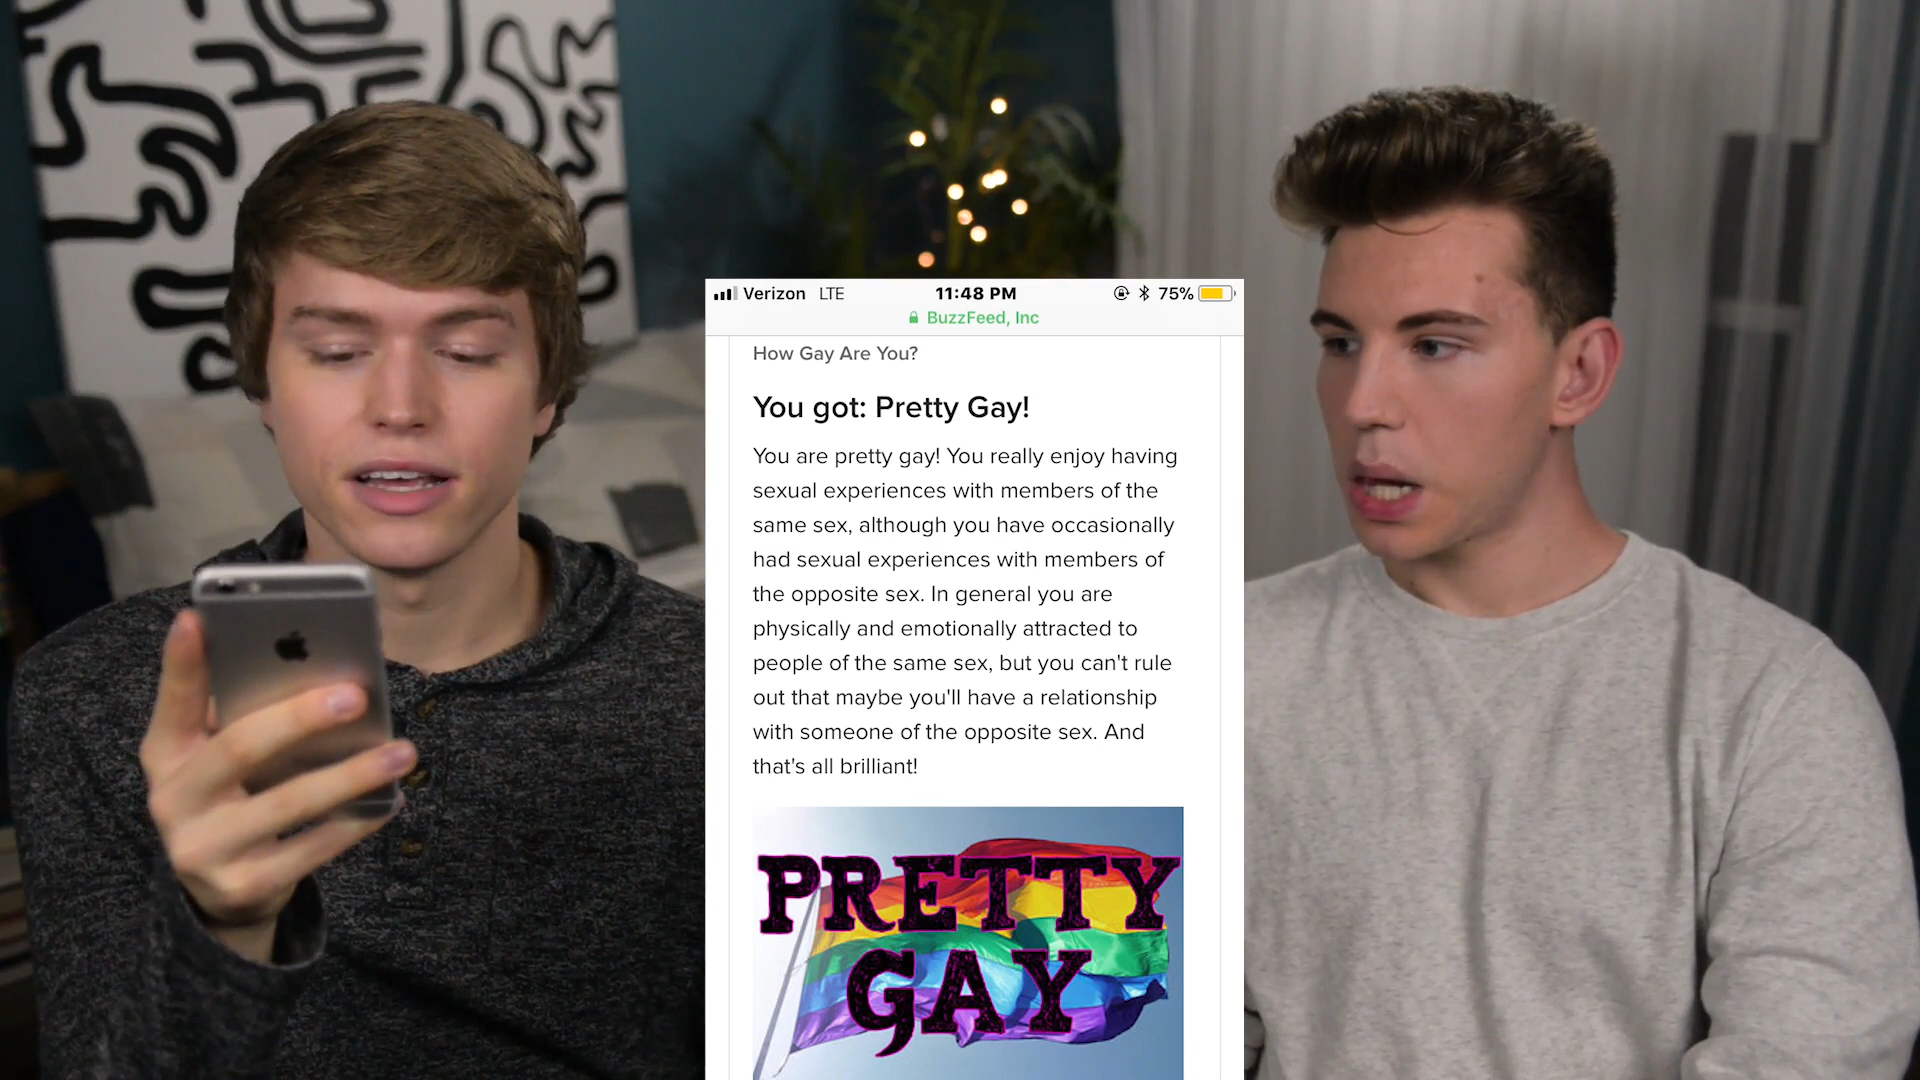 Verizon LTE 11:48 PM 75%
BuzzFeed, Inc
How Gay Are You?
You got: Pretty Gay!
You are pretty gay! You really enjoy having
sexual experiences with members of the
same sex, although you have occasionally
had sexual experiences with members of
the opposite sex. In general you are
physically and emotionally attracted to
people of the same sex, but you can't rule
out that maybe you'll have a relationship
with someone of the opposite sex. And
that's all brilliant!
PRETTY
GAY